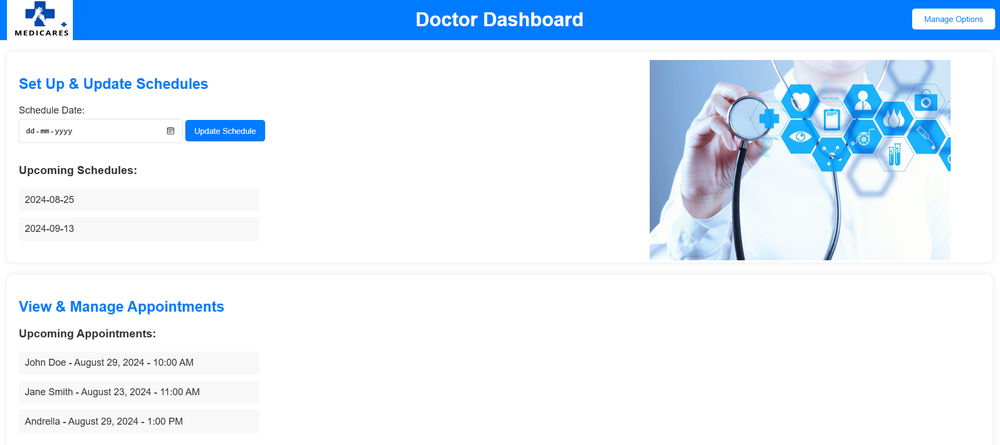 MEDICARES
Doctor Dashboard
Manage Options
Set Up & Update Schedules
Schedule Date:
dd-mm-yyyy
Update Schedule
Upcoming Schedules:
2024-08-25
2024-09-13
MEDICAL
MEDICAL
View & Manage Appointments
Upcoming Appointments:
John Doe - August 29, 2024 - 10:00 AM
Jane Smith - August 23, 2024 - 11:00 AM
Andrella - August 29, 2024 - 1:00 PM